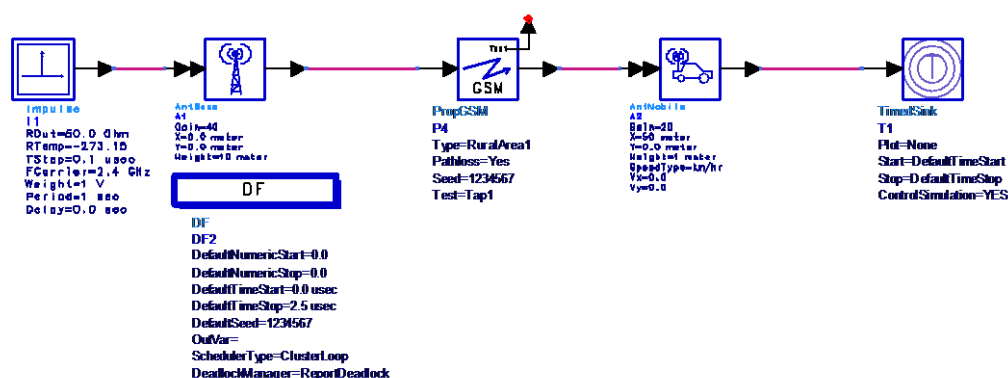 Test
GSM
Impulse
I1
ROut=50.0 Ohm
RTemp=-273.15
TStep=0.1 usec
FCarrier=2.4 GHz
Weight=1 V
Period=1 sec
Delay=0.0 sec
AntBase
A1
Gain=40
X=0.0 meter
Y=0.0 meter
Height=10 meter
DF
DF
DF2
DefaultNumericStart=0.0
DefaultNumericStop=0.0
DefaultTimeStart=0.0 usec
DefaultTimeStop=2.5 usec
DefaultSeed=1234567
OutVar=
SchedulerType=ClusterLoop
DeadlockManager=ReportDeadlock
PropGSM
P4
Type=RuralArea1
Pathloss=Yes
Seed=1234567
Test=Tap1
AntMobile
A2
Gain=20
X=50 meter
Y=0.0 meter
Height=1 meter
SpeedType=km/hr
Vx=0.0
Vy=0.0
TimedSink
T1
Plot=None
Start=DefaultTimeStart
Stop=DefaultTimeStop
ControlSimulation=YES